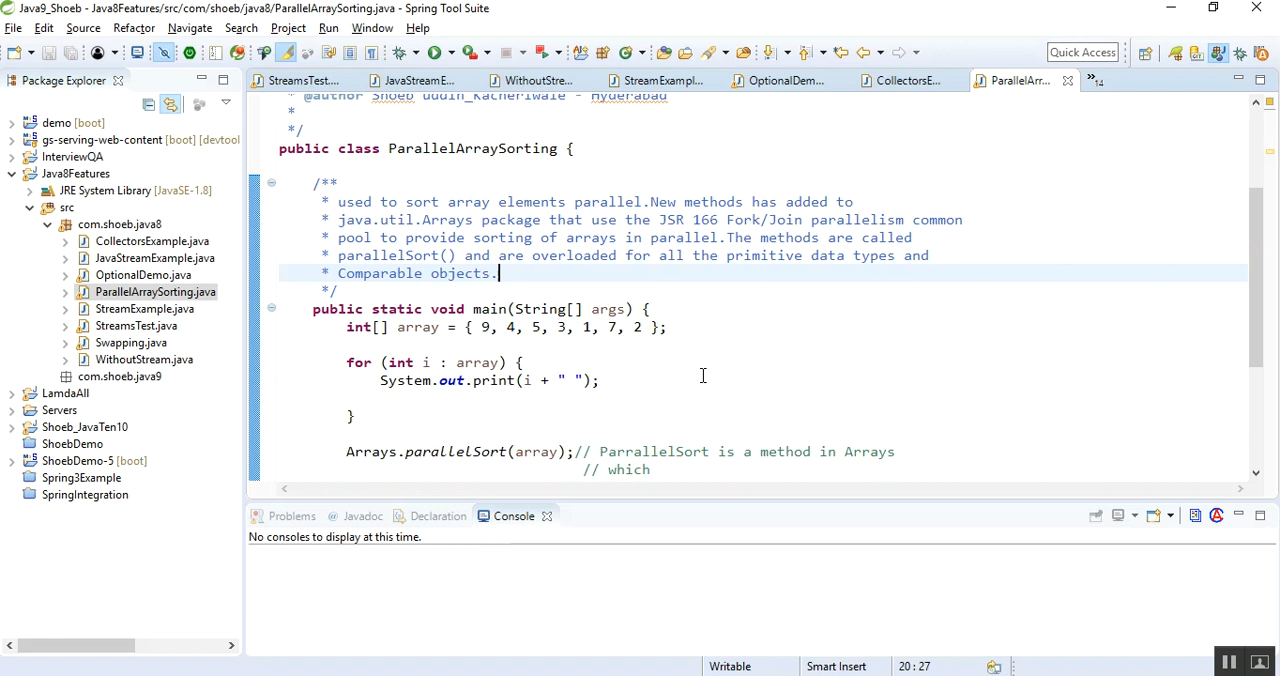 Java9_Shoeb - Java8Features/src/com/shoeb/java8/ParallelArraySorting.java - Spring Tool Suite
File Edit Source Refactor Navigate Search Project Run Window Help
Quick Access
Package Explorer
StreamsTest....
JavaStreamE...
WithoutStre...
StreamExampl...
OptionalDem...
CollectorsE...
ParallelArr...
»14
demo [boot]
gs-serving-web-content [boot] [devtool
InterviewQA
Java8Features
JRE System Library [JavaSE-1.8]
src
com.shoeb.java8
CollectorsExample.java
JavaStreamExample.java
OptionalDemo.java
ParallelArraySorting.java
StreamExample.java
StreamsTest.java
Swapping.java
WithoutStream.java
com.shoeb.java9
LamdaAll
Servers
Shoeb_JavaTen10
ShoebDemo
ShoebDemo-5 [boot]
Spring3Example
SpringIntegration
* @author Shoeb uddin_Kacheriwale - Hyderabad
*
*/
public class ParallelArraySorting {
/**
* used to sort array elements parallel.New methods has added to
* java.util.Arrays package that use the JSR 166 Fork/Join parallelism common
* pool to provide sorting of arrays in parallel.The methods are called
* parallelSort() and are overloaded for all the primitive data types and
* Comparable objects.
*/
public static void main(String[] args) {
int[] array = { 9, 4, 5, 3, 1, 7, 2 };
for (int i : array) {
System.out.print(i + " ");
}
Arrays.parallelSort(array);// ParrallelSort is a method in Arrays
// which
Problems @ Javadoc Declaration Console
No consoles to display at this time.
Writable Smart Insert 20 : 27